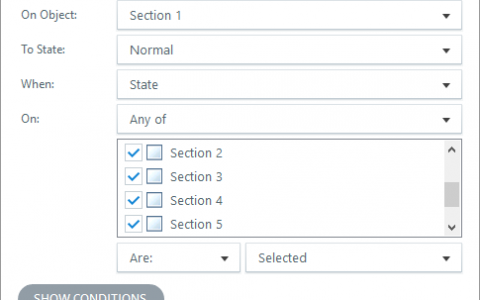 On Object: Section 1
To State: Normal
When: State
On: Any of
Section 2
Section 3
Section 4
Section 5
Are: Selected
SHOW CONDITIONS